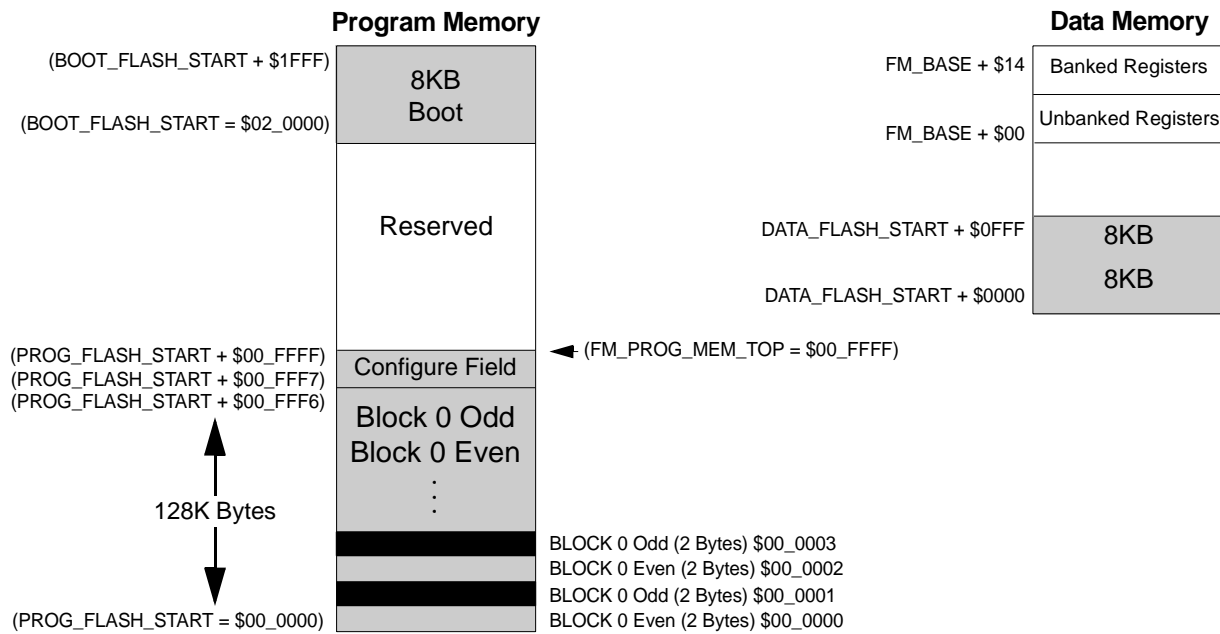 Program Memory
(BOOT_FLASH_START + $1FFF)
8KB
Boot
(BOOT_FLASH_START = $02_0000)
Reserved
(PROG_FLASH_START + $00_FFFF)
(PROG_FLASH_START + $00_FFF7)
(PROG_FLASH_START + $00_FFF6)
Configure Field
(FM_PROG_MEM_TOP = $00_FFFF)
Block 0 Odd
Block 0 Even
128K Bytes
BLOCK 0 Odd (2 Bytes) $00_0003
BLOCK 0 Even (2 Bytes) $00_0002
BLOCK 0 Odd (2 Bytes) $00_0001
BLOCK 0 Even (2 Bytes) $00_0000
(PROG_FLASH_START = $00_0000)
Data Memory
FM_BASE + $14
Banked Registers
Unbanked Registers
FM_BASE + $00
DATA_FLASH_START + $0FFF
8KB
8KB
DATA_FLASH_START + $0000